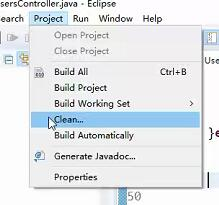 sersController.java - Eclipse
earch Project Run Window Help
Open Project
Close Project
Build All Ctrl+B
Build Project
Build Working Set
Clean...
Build Automatically
Generate Javadoc...
Properties
}e
50